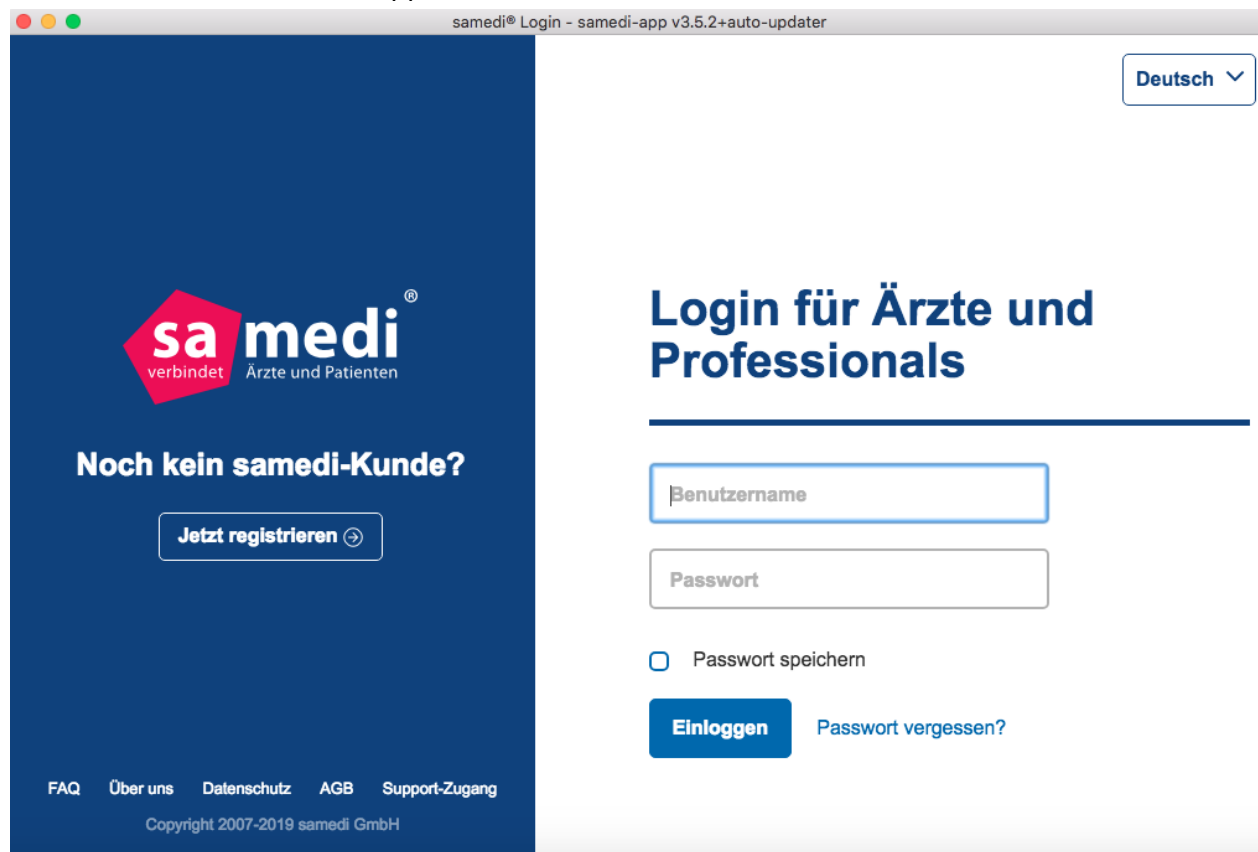 samedi® Login - samedi-app v3.5.2+auto-updater
Deutsch
samedi®
verbindet Ärzte und Patienten
Noch kein samedi-Kunde?
Jetzt registrieren
FAQ Über uns Datenschutz AGB Support-Zugang
Copyright 2007-2019 samedi GmbH
Login für Ärzte und
Professionals
Benutzername
Passwort
Passwort speichern
Einloggen Passwort vergessen?